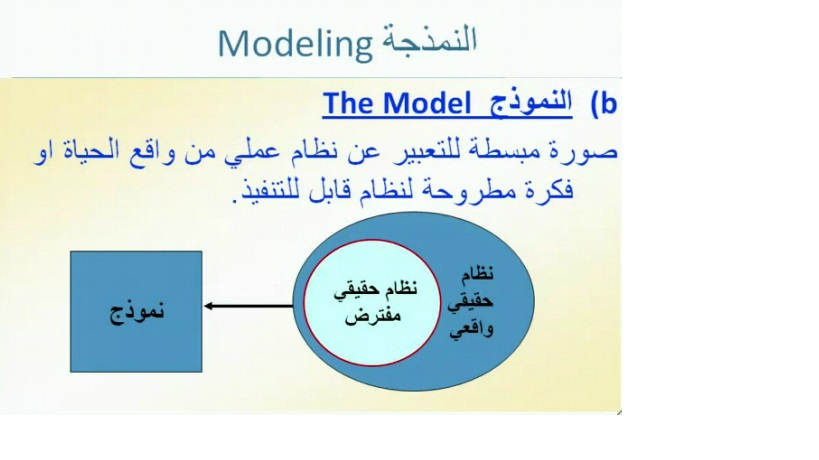 النمذجة Modeling
b) النموذج The Model
صورة مبسطة للتعبير عن نظام عملي من واقع الحياة او
فكرة مطروحة لنظام قابل للتنفيذ.
نظام
حقيقي
واقعي
نظام حقيقي
مفترض
نموذج